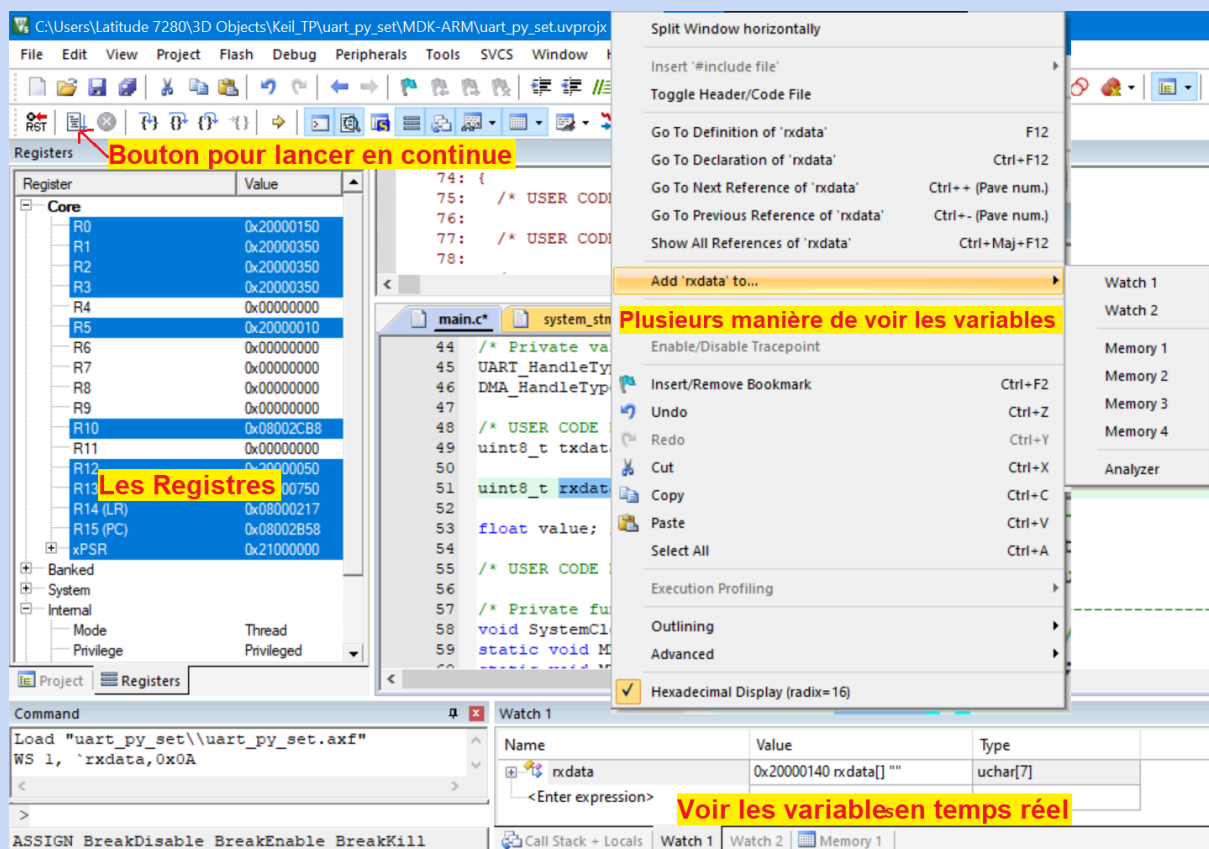 C:\Users\Latitude 7280\3D Objects\Keil_TP\uart_py_set\MDK-ARM\uart_py_set.uvprojx
File Edit View Project Flash Debug Peripherals Tools SVCS Window
RST
Bouton pour lancer en continue
Registers
Register Value
Core
R0 0x20000150
R1 0x20000350
R2 0x20000350
R3 0x20000350
R4 0x00000000
R5 0x20000010
R6 0x00000000
R7 0x00000000
R8 0x00000000
R9 0x00000000
R10 0x08002CB8
R11 0x00000000
R12 0x20000050
R13
Les Registres
R14 (LR) 0x08000217
R15 (PC) 0x08002B58
xPSR 0x21000000
Banked
System
Internal
Mode Thread
Privilege Privileged
Project Registers
74: {
75: /* USER CODE
76:
77: /* USER CODE
78:
main.c*
44 /* Private
45
46
47
48 /* USER CODE
49 uint8_t
50
51 uint8_t
52
53 float value;
54
55 /* USER CODE
56
57 /* Private
58 void
59 static void
Split Window horizontally
Insert '#include file'
Toggle Header/Code File
Go To Definition of 'rxdata' F12
Go To Declaration of 'rxdata' Ctrl+F12
Go To Next Reference of 'rxdata' Ctrl++ (Pave num.)
Go To Previous Reference of 'rxdata' Ctrl+- (Pave num.)
Show All References of 'rxdata' Ctrl+Maj+F12
Add 'rxdata' to...
Plusieurs manière de voir les variables
Enable/Disable Tracepoint
Insert/Remove Bookmark Ctrl+F2
Undo Ctrl+Z
Redo Ctrl+Y
Cut Ctrl+X
Copy Ctrl+C
Paste Ctrl+V
Select All Ctrl+A
Execution Profiling
Outlining
Advanced
Hexadecimal Display (radix=16)
Watch 1
Watch 2
Memory 1
Memory 2
Memory 3
Memory 4
Analyzer
Command
Load "uart_py_set\\uart_py_set.axf"
WS 1, `rxdata,0x0A
>
ASSIGN BreakDisable BreakEnable BreakKill
Watch 1
Name Value Type
rxdata 0x20000140 rxdata[] "" uchar[7]
<Enter expression>
Voir les variables en temps réel
Call Stack + Locals Watch 1 Watch 2 Memory 1